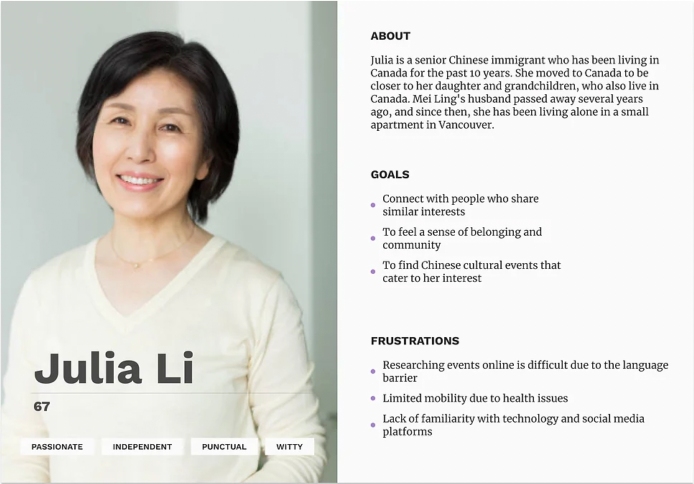 Julia Li
67
PASSIONATE
INDEPENDENT
PUNCTUAL
WITTY
ABOUT
Julia is a senior Chinese immigrant who has been living in
Canada for the past 10 years. She moved to Canada to be
closer to her daughter and grandchildren, who also live in
Canada. Mei Ling's husband passed away several years
ago, and since then, she has been living alone in a small
apartment in Vancouver.
GOALS
Connect with people who share
similar interests
To feel a sense of belonging and
community
To find Chinese cultural events that
cater to her interest
FRUSTRATIONS
Researching events online is difficult due to the language
barrier
Limited mobility due to health issues
Lack of familiarity with technology and social media
platforms